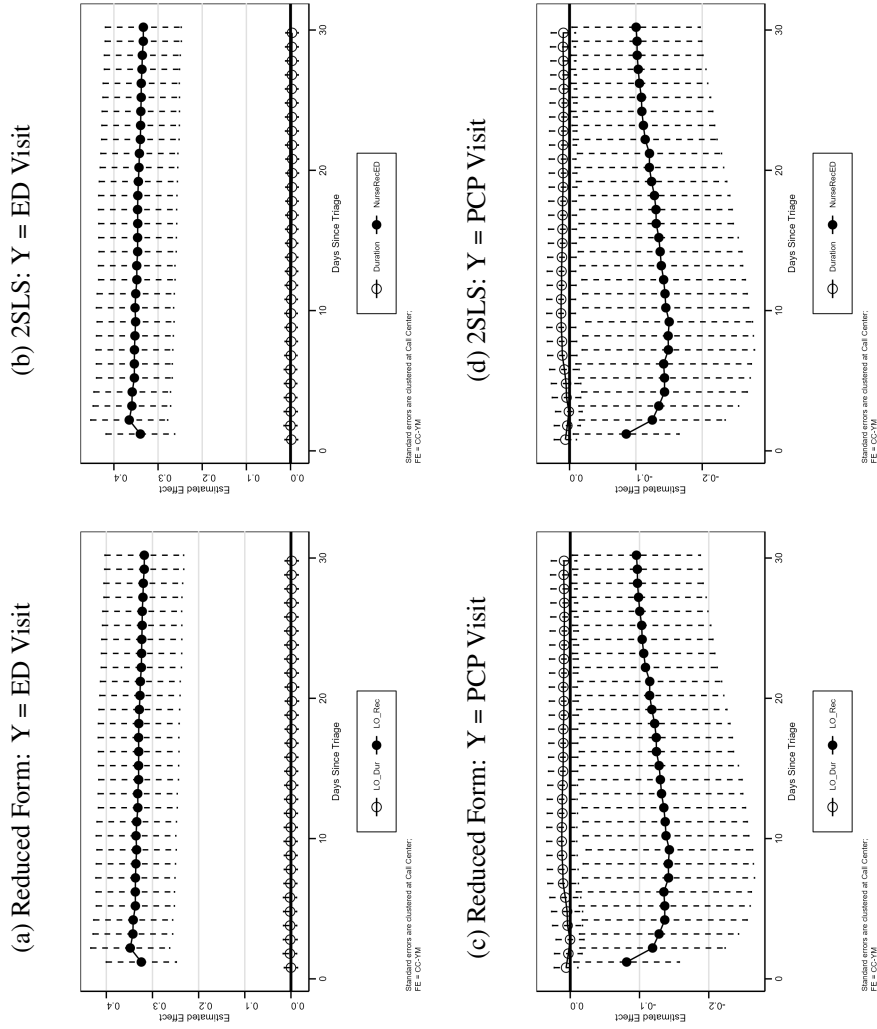 (a) Reduced Form: Y = ED Visit
Estimated Effect
0.4
0.3
0.2
0.1
0.0
0 10 20 30
Days Since Triage
LO_Dur LO_Rec
Standard errors are clustered at Call Center;
FE = CC-YM
(b) 2SLS: Y = ED Visit
Estimated Effect
0.4
0.3
0.2
0.1
0.0
0 10 20 30
Days Since Triage
Duration NurseRecED
Standard errors are clustered at Call Center;
FE = CC-YM
(c) Reduced Form: Y = PCP Visit
Estimated Effect
0.0
-0.1
-0.2
0 10 20 30
Days Since Triage
LO_Dur LO_Rec
Standard errors are clustered at Call Center;
FE = CC-YM
(d) 2SLS: Y = PCP Visit
Estimated Effect
0.0
-0.1
-0.2
0 10 20 30
Days Since Triage
Duration NurseRecED
Standard errors are clustered at Call Center;
FE = CC-YM